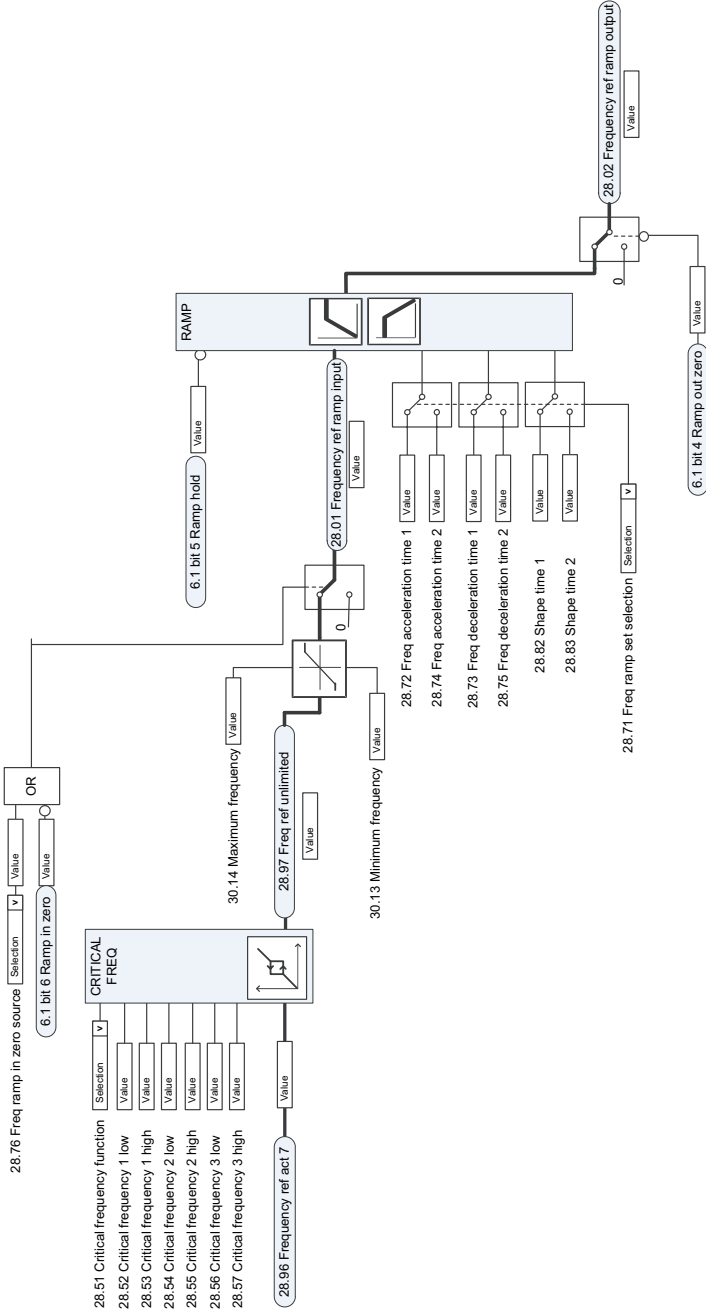 28.76 Freq ramp in zero source
Selection
v
Value
6.1 bit 6 Ramp in zero
Value
OR
28.51 Critical frequency function
Selection
v
28.52 Critical frequency 1 low
Value
28.53 Critical frequency 1 high
Value
28.54 Critical frequency 2 low
Value
28.55 Critical frequency 2 high
Value
28.56 Critical frequency 3 low
Value
28.57 Critical frequency 3 high
Value
28.96 Frequency ref act 7
Value
CRITICAL
FREQ
28.97 Freq ref unlimited
Value
30.14 Maximum frequency
Value
30.13 Minimum frequency
Value
0
28.01 Frequency ref ramp input
Value
6.1 bit 5 Ramp hold
Value
RAMP
28.72 Freq acceleration time 1
Value
28.74 Freq acceleration time 2
Value
28.73 Freq deceleration time 1
Value
28.75 Freq deceleration time 2
Value
28.82 Shape time 1
Value
28.83 Shape time 2
Value
28.71 Freq ramp set selection
Selection
v
0
28.02 Frequency ref ramp output
Value
6.1 bit 4 Ramp out zero
Value